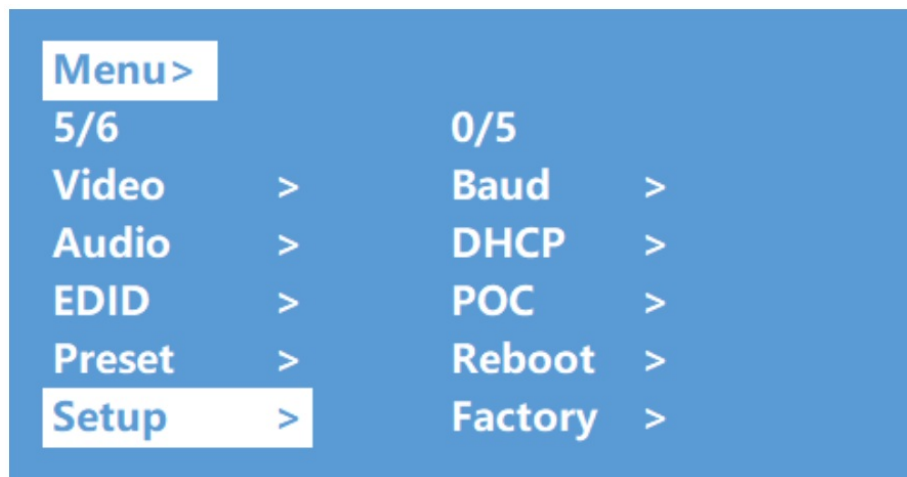 Menu>
5/6 0/5
Video > Baud >
Audio > DHCP >
EDID > POC >
Preset > Reboot >
Setup > Factory >